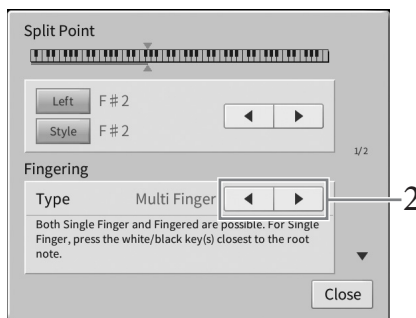 Split Point
Left F♯2
Style F♯2
1/2
Fingering
Type Multi Finger
2
Both Single Finger and Fingered are possible. For Single
Finger, press the white/black key(s) closest to the root
note.
Close